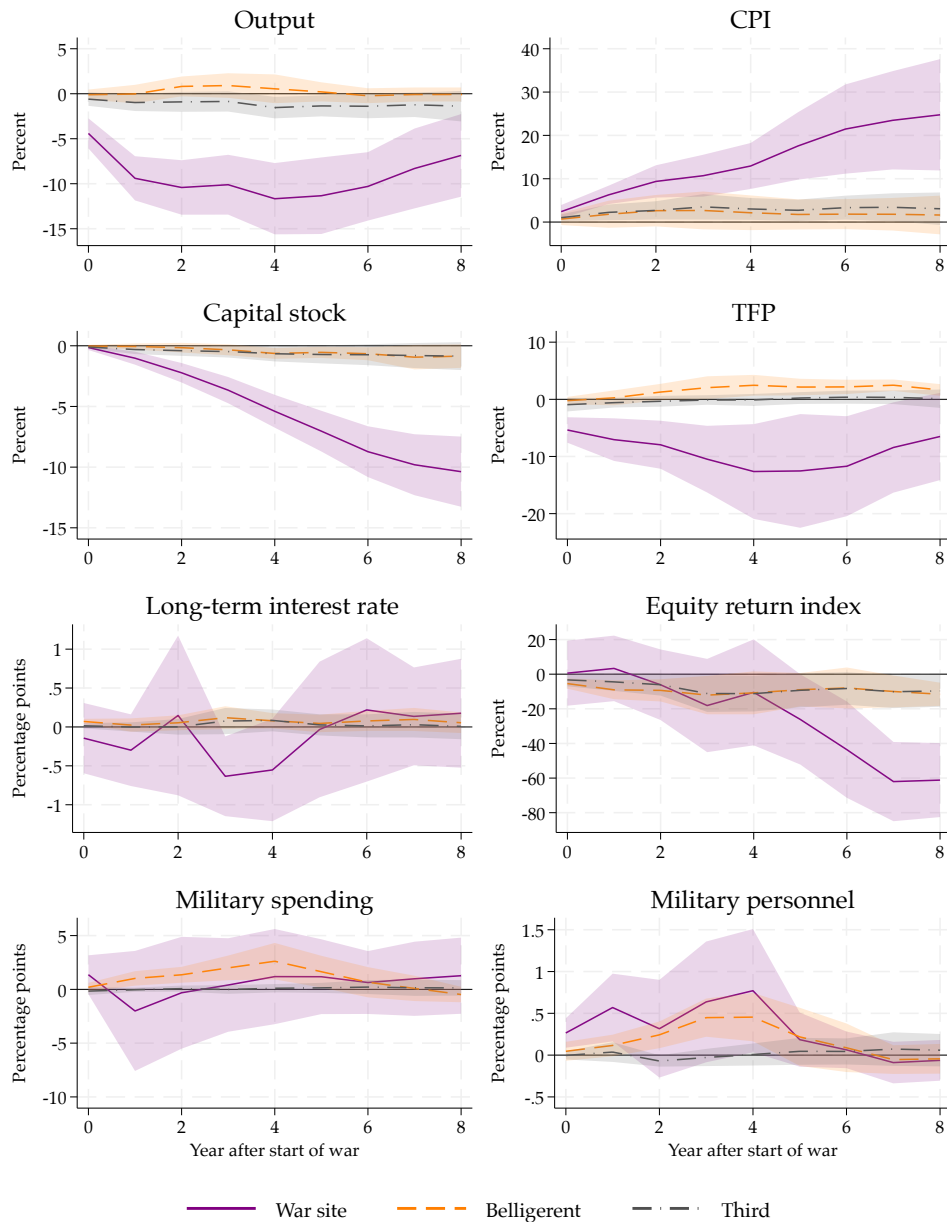 Output
Percent
5
0
-5
-10
-15
0 2 4 6 8
CPI
Percent
40
30
20
10
0
0 2 4 6 8
Capital stock
Percent
0
-5
-10
-15
0 2 4 6 8
TFP
Percent
10
0
-10
-20
0 2 4 6 8
Long-term interest rate
Percentage points
1
.5
0
-.5
-1
0 2 4 6 8
Equity return index
Percent
20
0
-20
-40
-60
-80
0 2 4 6 8
Military spending
Percentage points
5
0
-5
-10
0 2 4 6 8
Year after start of war
Military personnel
Percentage points
1.5
1
.5
0
-.5
0 2 4 6 8
Year after start of war
War site Belligerent Third